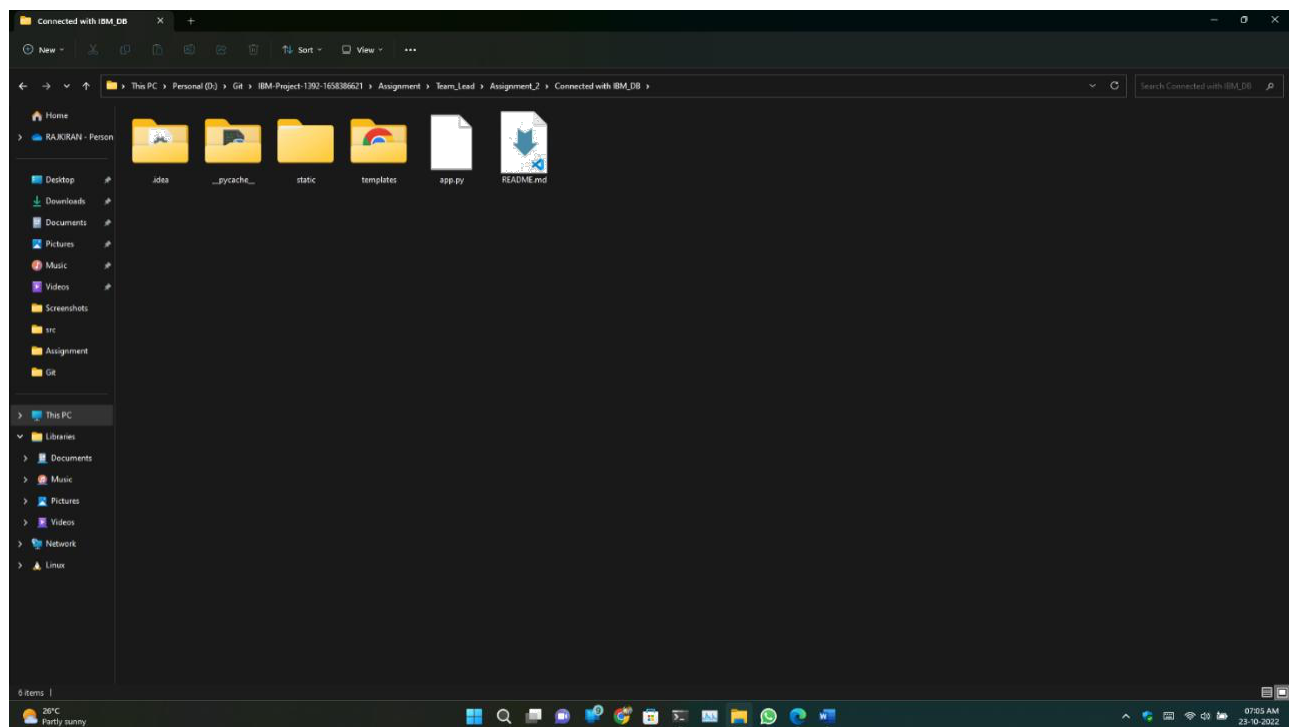 Connected with IBM_DB
New Sort View
This PC Personal (D:) Git IBM-Project-1392-1658386621 Assignment Team_Lead Assignment_2 Connected with IBM_DB
Search Connected with IBM_DB
Home
RAJKIRAN - Person
Desktop
Downloads
Documents
Pictures
Music
Videos
Screenshots
src
Assignment
Git
This PC
Libraries
Documents
Music
Pictures
Videos
Network
Linux
.idea
__pycache__
static
templates
app.py
README.md
6 items
26°C
Partly sunny
07:05 AM
23-10-2022